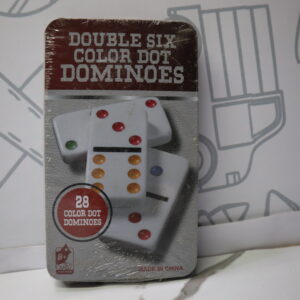 DOUBLE SIX
COLOR DOT
DOMINOES
28
COLOR DOT
DOMINOES
MADE IN CHINA